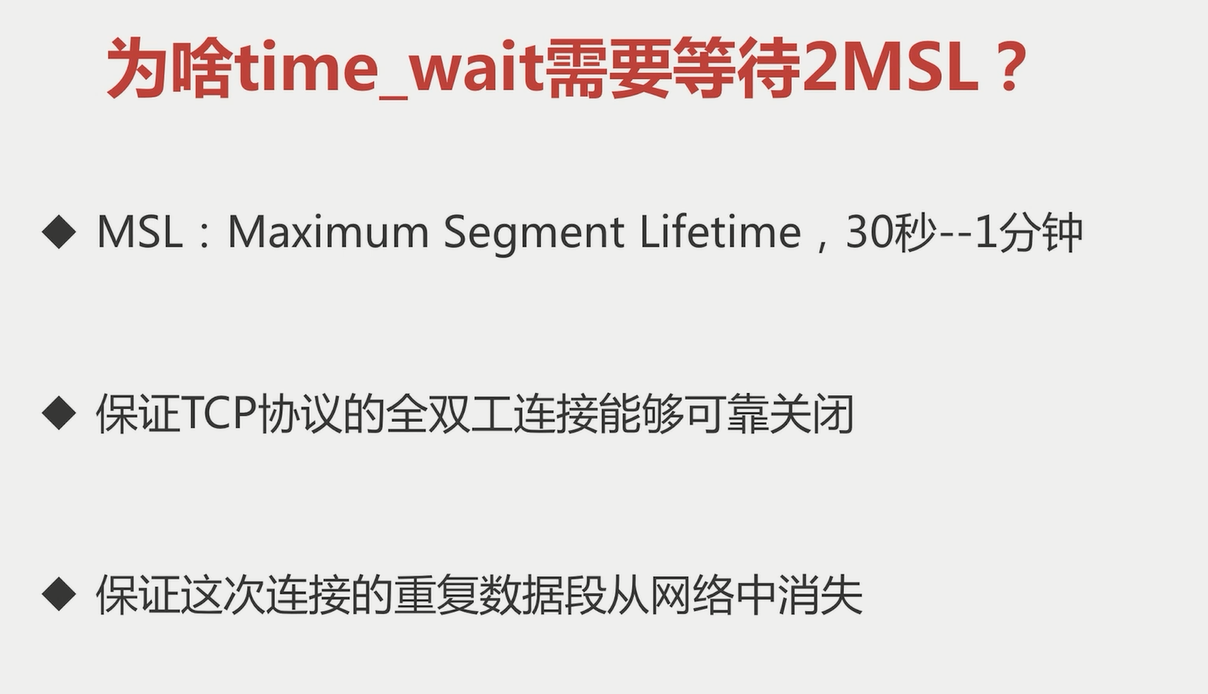 为啥time_wait需要等待2MSL？
◆ MSL：Maximum Segment Lifetime，30秒--1分钟
◆ 保证TCP协议的全双工连接能够可靠关闭
◆ 保证这次连接的重复数据段从网络中消失